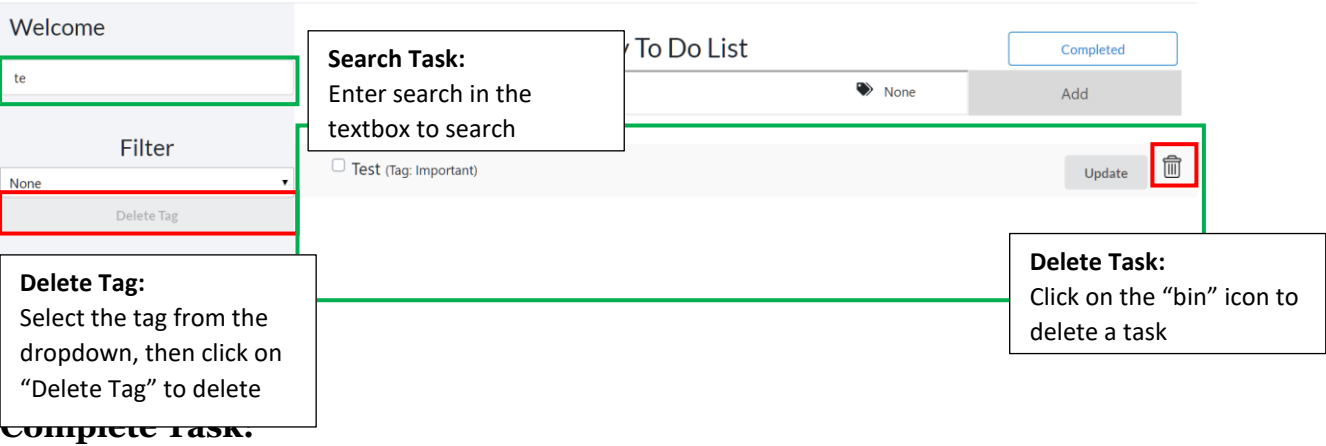 Welcome
te
Filter
None
Delete Tag
Search Task:
Enter search in the
textbox to search
To Do List
Completed
None
Add
Test (Tag: Important)
Update
Delete Tag:
Select the tag from the
dropdown, then click on
“Delete Tag” to delete
Delete Task:
Click on the “bin” icon to
delete a task
Complete Task: